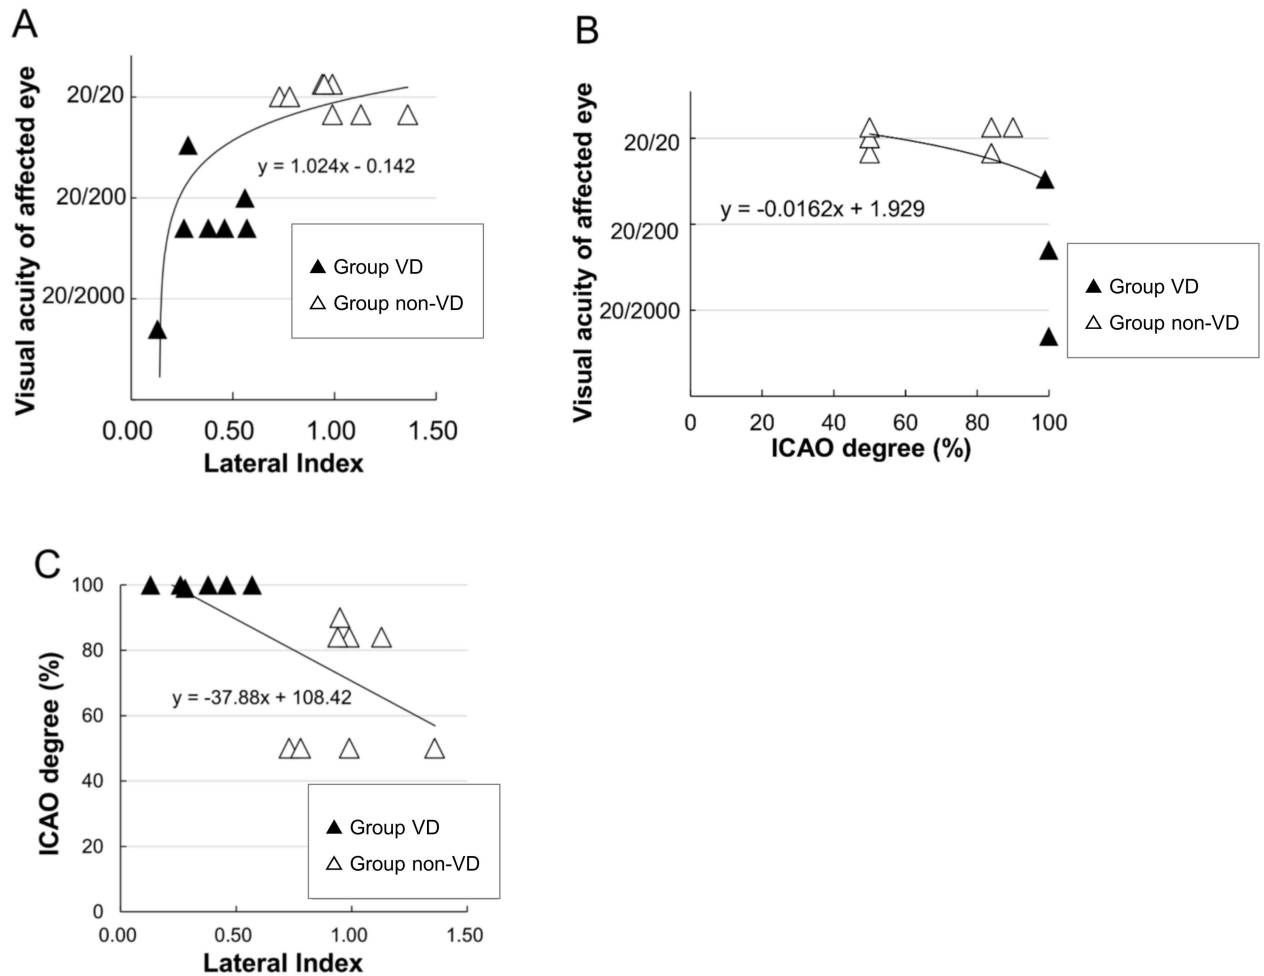 A
Visual acuity of affected eye
20/20
20/200
20/2000
y = 1.024x - 0.142
Group VD
Group non-VD
0.00 0.50 1.00 1.50
Lateral Index
B
Visual acuity of affected eye
20/20
20/200
20/2000
y = -0.0162x + 1.929
Group VD
Group non-VD
0 20 40 60 80 100
ICAO degree (%)
C
ICAO degree (%)
100
80
60
40
20
0
y = -37.88x + 108.42
Group VD
Group non-VD
0.00 0.50 1.00 1.50
Lateral Index